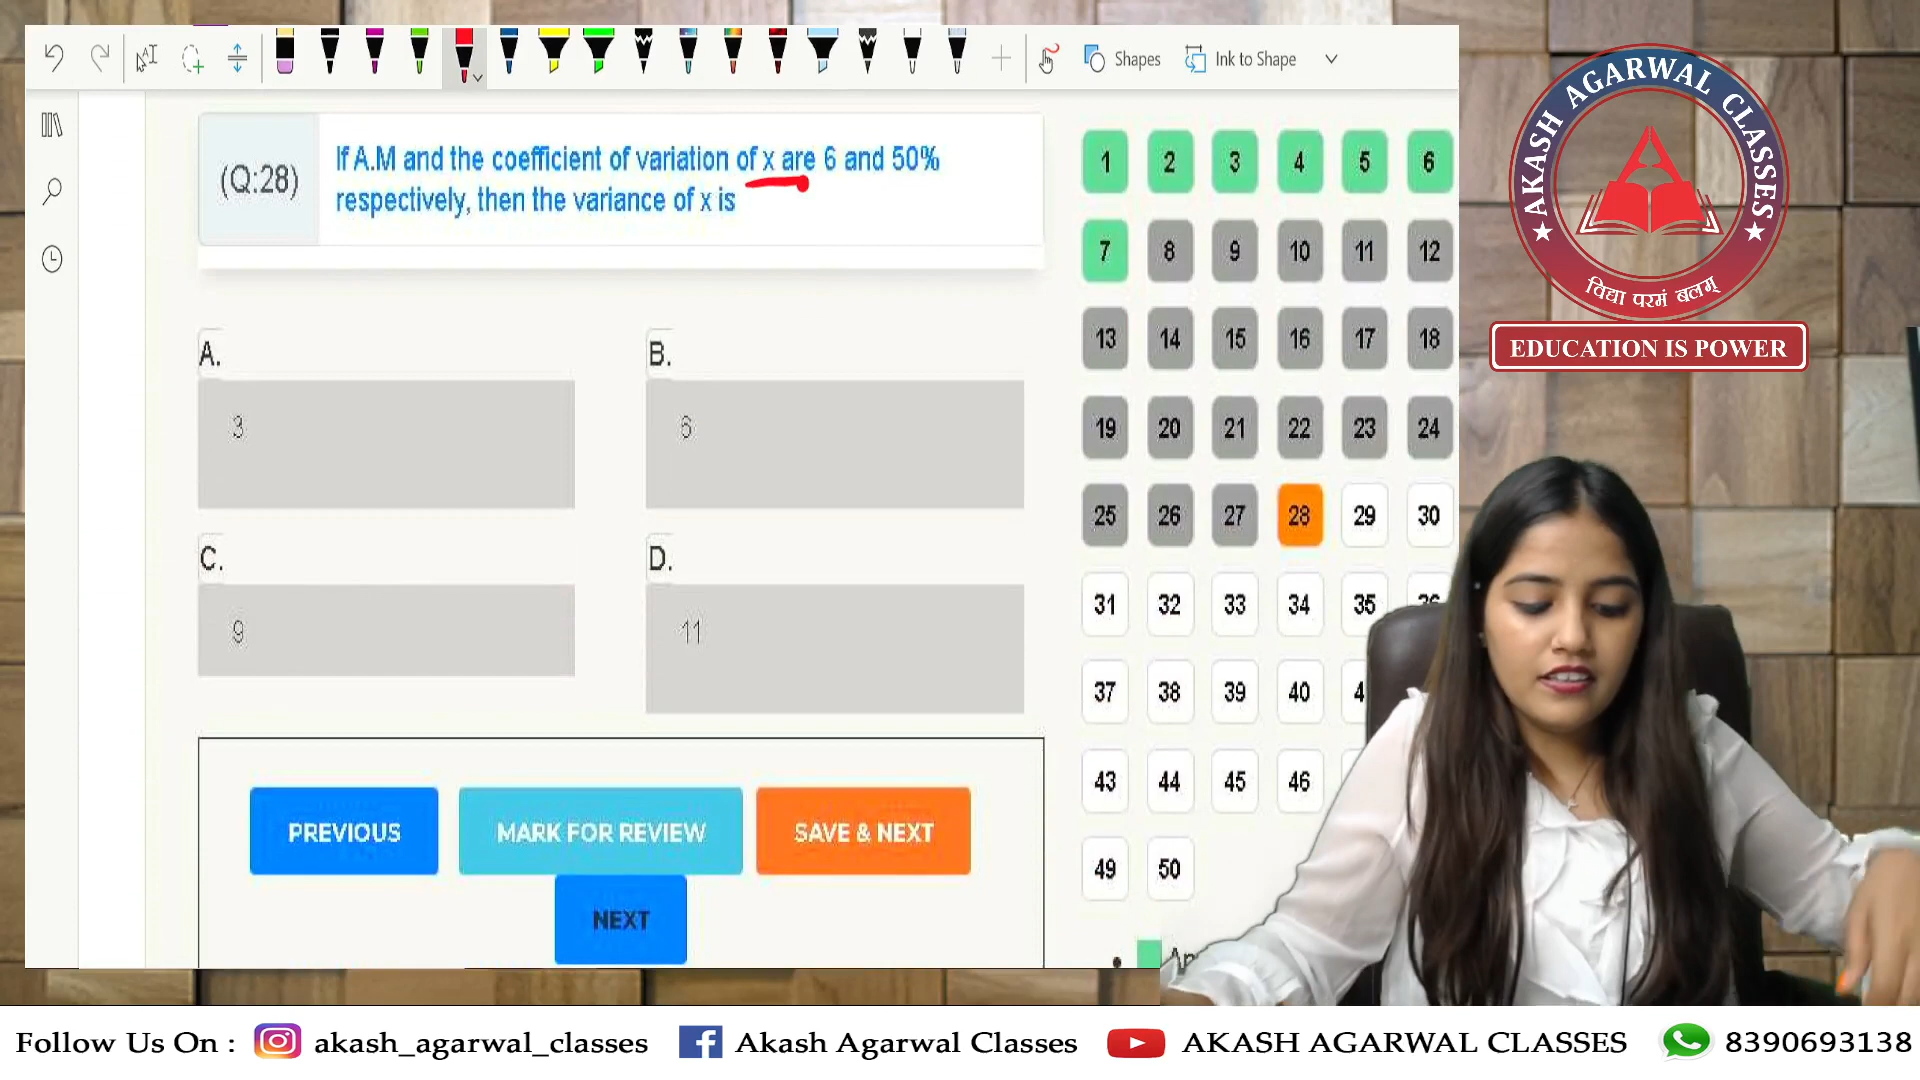 Shapes
Ink to Shape
(Q:28)
If A.M and the coefficient of variation of x are 6 and 50%
respectively, then the variance of x is
A.
3
B.
6
C.
9
D.
11
PREVIOUS
MARK FOR REVIEW
SAVE & NEXT
NEXT
1 2 3 4 5 6
7 8 9 10 11 12
13 14 15 16 17 18
19 20 21 22 23 24
25 26 27 28 29 30
31 32 33 34 35
37 38 39 40
43 44 45 46
49 50
AKASH AGARWAL CLASSES
विद्या परमं बलम्
EDUCATION IS POWER
Follow Us On : akash_agarwal_classes Akash Agarwal Classes AKASH AGARWAL CLASSES 8390693138